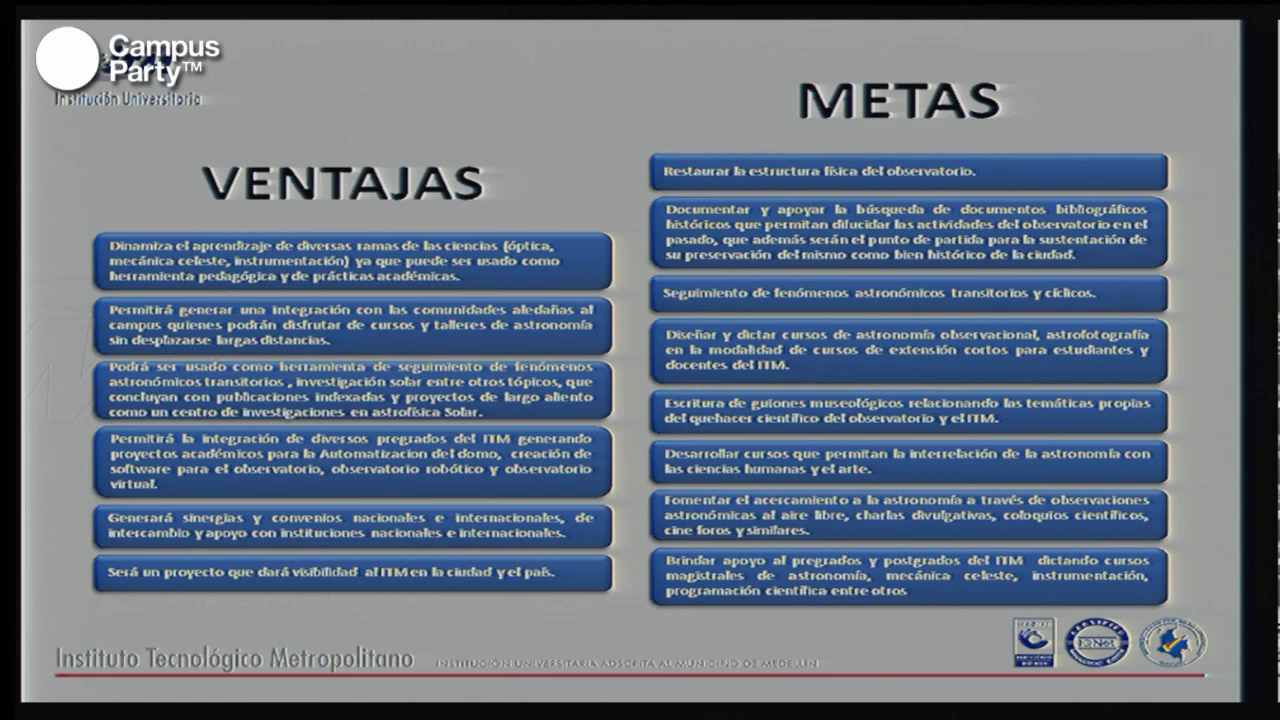 Campus
Party™
Institución Universitaria
VENTAJAS
Dinamiza el aprendizaje de diversas ramas de las ciencias (óptica,
mecánica celeste, instrumentación) ya que puede ser usado como
herramienta pedagógica y de prácticas académicas.
Permitirá generar una integración con las comunidades aledañas al
campus quienes podrán disfrutar de cursos y talleres de astronomía
sin desplazarse largas distancias.
Podrá ser usado como herramienta de seguimiento de fenómenos
astronómicos transitorios , investigación solar entre otros tópicos, que
concluyan con publicaciones indexadas y proyectos de largo aliento
como un centro de investigaciones en astrofísica Solar.
Permitirá la integración de diversos pregrados del ITM generando
proyectos académicos para la Automatizacion del domo, creación de
software para el observatorio, observatorio robótico y observatorio
virtual.
Generará sinergias y convenios nacionales e internacionales, de
intercambio y apoyo con instituciones nacionales e internacionales.
Será un proyecto que dará visibilidad al ITM en la ciudad y el país.
METAS
Restaurar la estructura física del observatorio.
Documentar y apoyar la búsqueda de documentos bibliográficos
históricos que permitan dilucidar las actividades del observatorio en el
pasado, que además serán el punto de partida para la sustentación de
su preservación del mismo como bien histórico de la ciudad.
Seguimiento de fenómenos astronómicos transitorios y cíclicos.
Diseñar y dictar cursos de astronomía observacional, astrofotografía
en la modalidad de cursos de extensión cortos para estudiantes y
docentes del ITM.
Escritura de guiones museológicos relacionando las temáticas propias
del quehacer científico del observatorio y el ITM.
Desarrollar cursos que permitan la interrelación de la astronomía con
las ciencias humanas y el arte.
Fomentar el acercamiento a la astronomía a través de observaciones
astronómicas al aire libre, charlas divulgativas, coloquios científicos,
cine foros y similares.
Brindar apoyo al pregrados y postgrados del ITM dictando cursos
magistrales de astronomía, mecánica celeste, instrumentación,
programación científica entre otros
Instituto Tecnológico Metropolitano
INSTITUCIÓN UNIVERSITARIA ADSCRITA AL MUNICIPIO DE MEDELLÍN